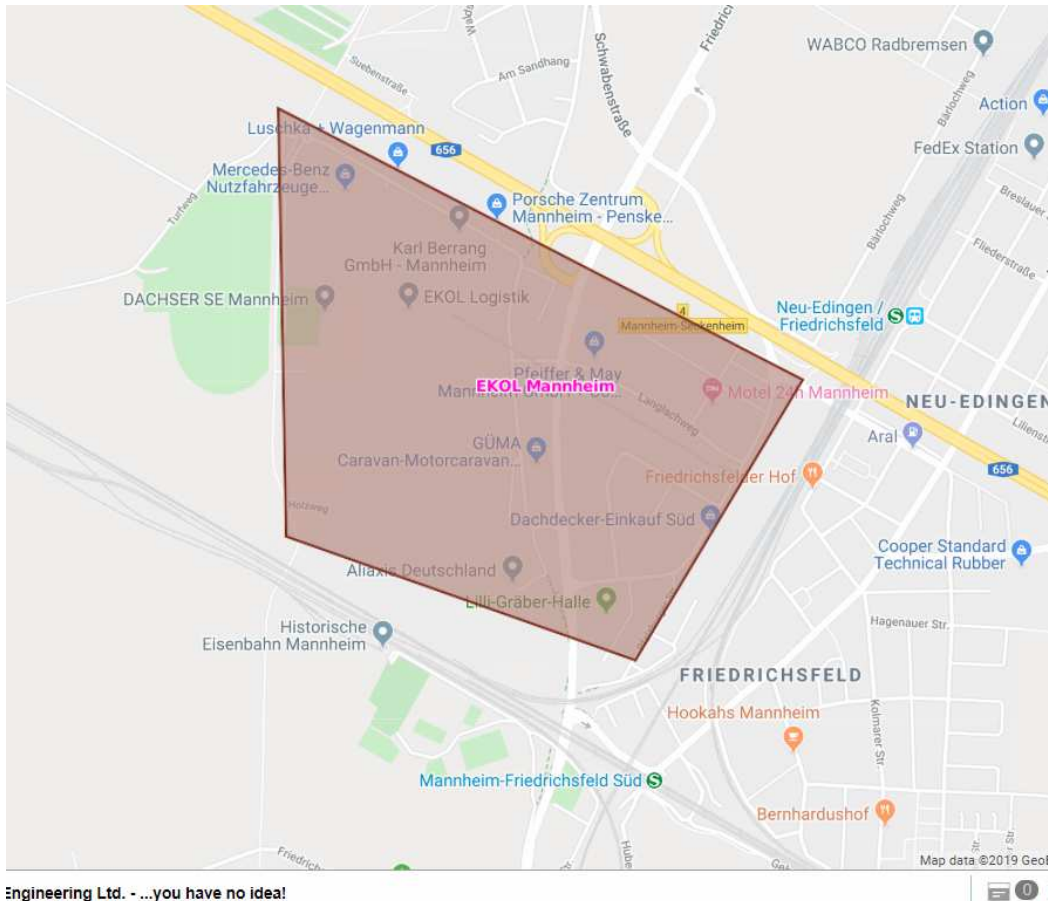 WABCO Radbremsen
Friedrich
Schwabenstraße
Am Sandhang
Suebenstraße
Bärlochweg
Action
Luschka + Wagenmann
656
FedEx Station
Mercedes-Benz
Nutzfahrzeuge...
Breslauer
Turfweg
Porsche Zentrum
Mannheim - Penske...
Karl Berrang
GmbH - Mannheim
Bärlochweg
Fliederstraße
DACHSER SE Mannheim
EKOL Logistik
4
Mannheim-Seckenheim
Neu-Edingen /
Friedrichsfeld
Pfeiffer & May
EKOL Mannheim
Motel 24h Mannheim
Langlachweg
NEU-EDINGEN
Aral
GÜMA
Caravan-Motorcaravan...
656
Friedrichsfelder Hof
Holzweg
Dachdecker-Einkauf Süd
Cooper Standard
Technical Rubber
Aliaxis Deutschland
Lilli-Gräber-Halle
Hagenauer Str.
Historische
Eisenbahn Mannheim
FRIEDRICHSFELD
Hookahs Mannheim
Kolmarer Str.
Mannheim-Friedrichsfeld Süd
Bernhardushof
Map data ©2019 GeoB
Engineering Ltd. - ...you have no idea!
0